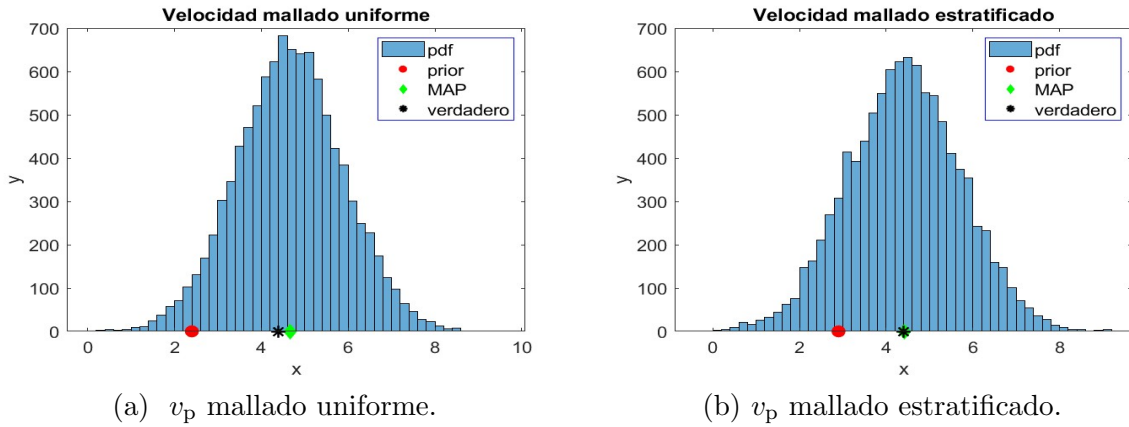 Velocidad mallado uniforme
700
600
500
400
300
200
100
0
y
0 2 4 6 8 10
x
pdf
prior
MAP
verdadero
(a) v_p mallado uniforme.
Velocidad mallado estratificado
700
600
500
400
300
200
100
0
y
0 2 4 6 8
x
pdf
prior
MAP
verdadero
(b) v_p mallado estratificado.